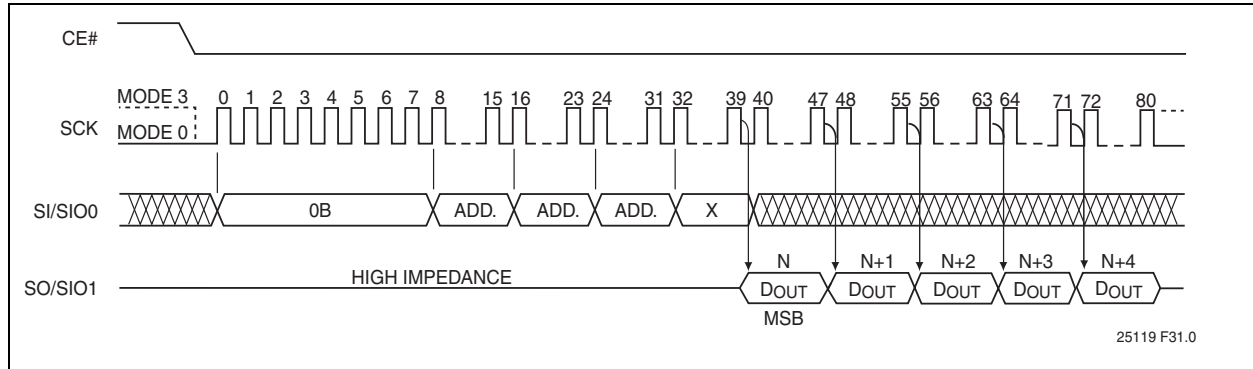 CE#
MODE 3
0 1 2 3 4 5 6 7 8 15 16 23 24 31 32 39 40 47 48 55 56 63 64 71 72 80
SCK
MODE 0
SI/SIO0
0B
ADD.
ADD.
ADD.
X
N
N+1
N+2
N+3
N+4
SO/SIO1
HIGH IMPEDANCE
DOUT
DOUT
DOUT
DOUT
DOUT
MSB
25119 F31.0